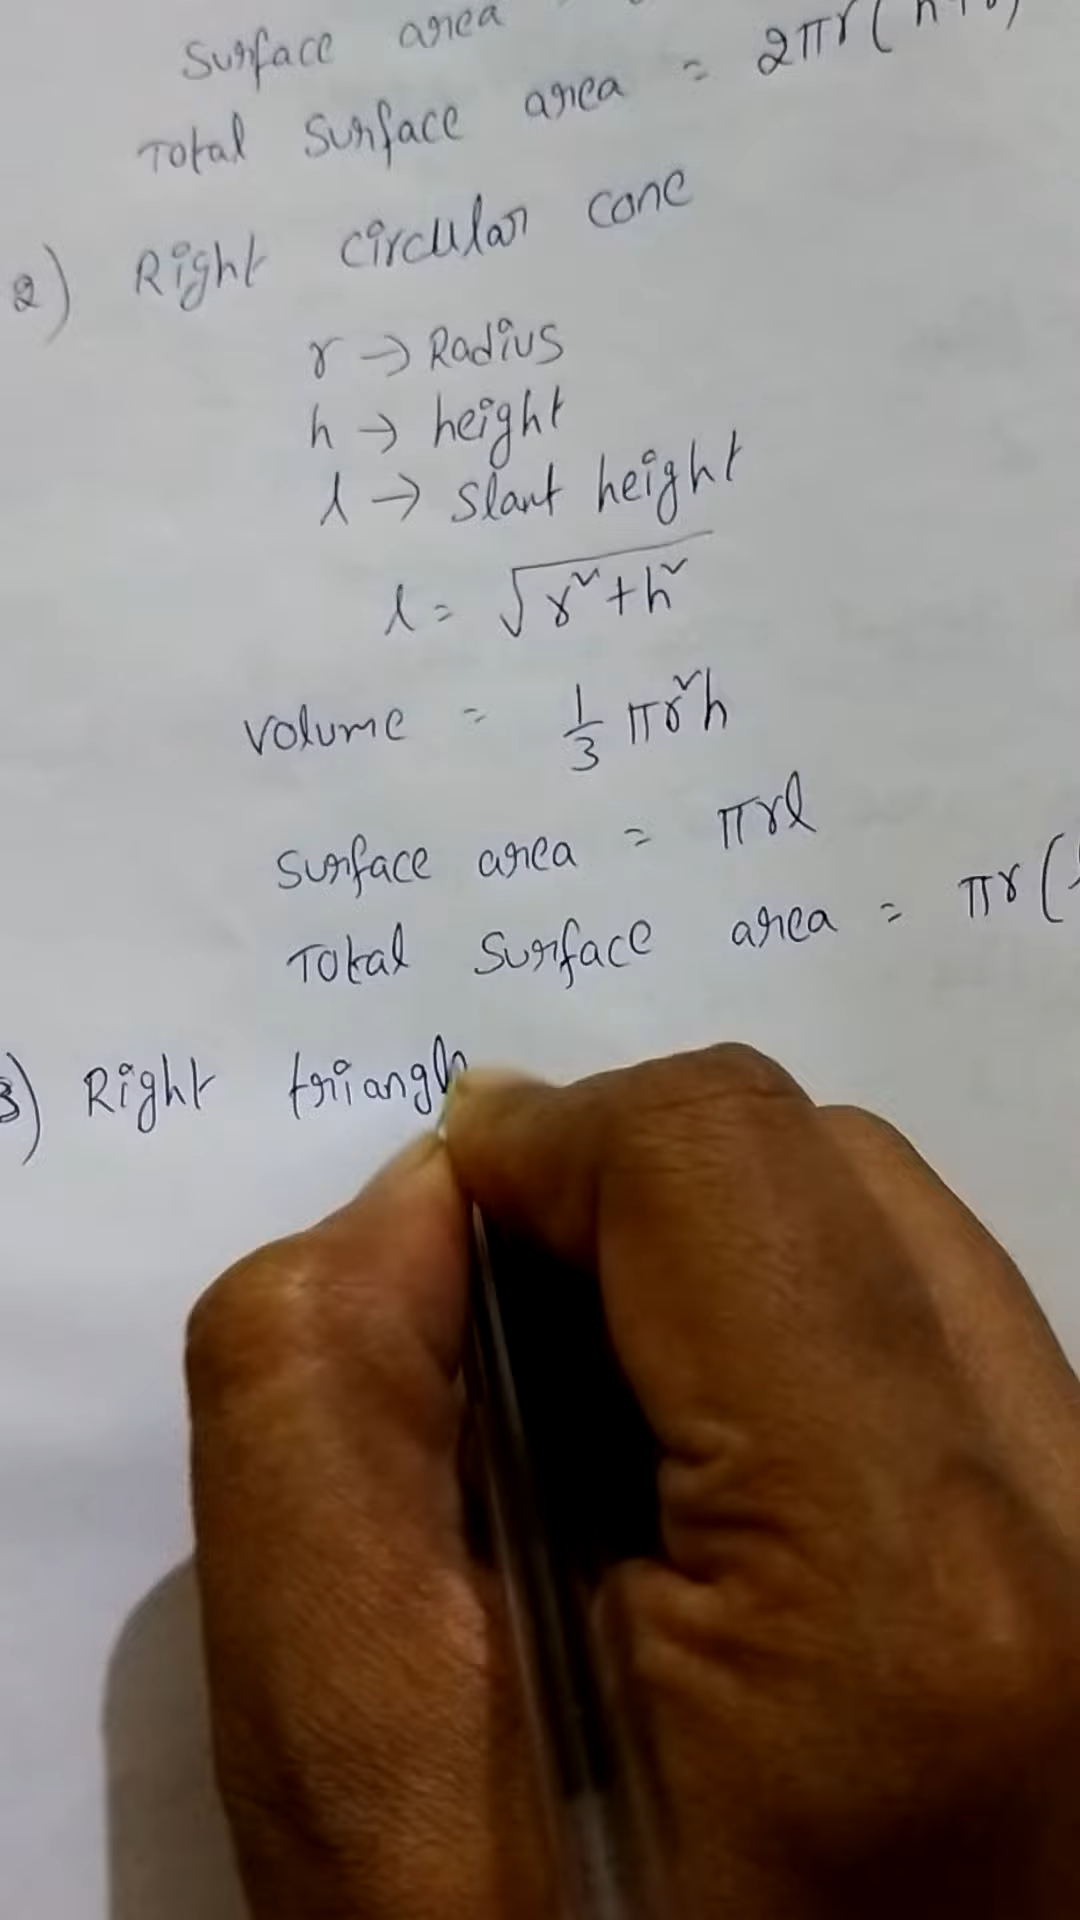 Surface area
Total Surface area = 2πr(h+
2) Right circular cone
r → Radius
h → height
l → Slant height
l = √r²+h²
volume = 1/3 πr²h
Surface area = πrl
Total Surface area = πr(
3) Right triangl